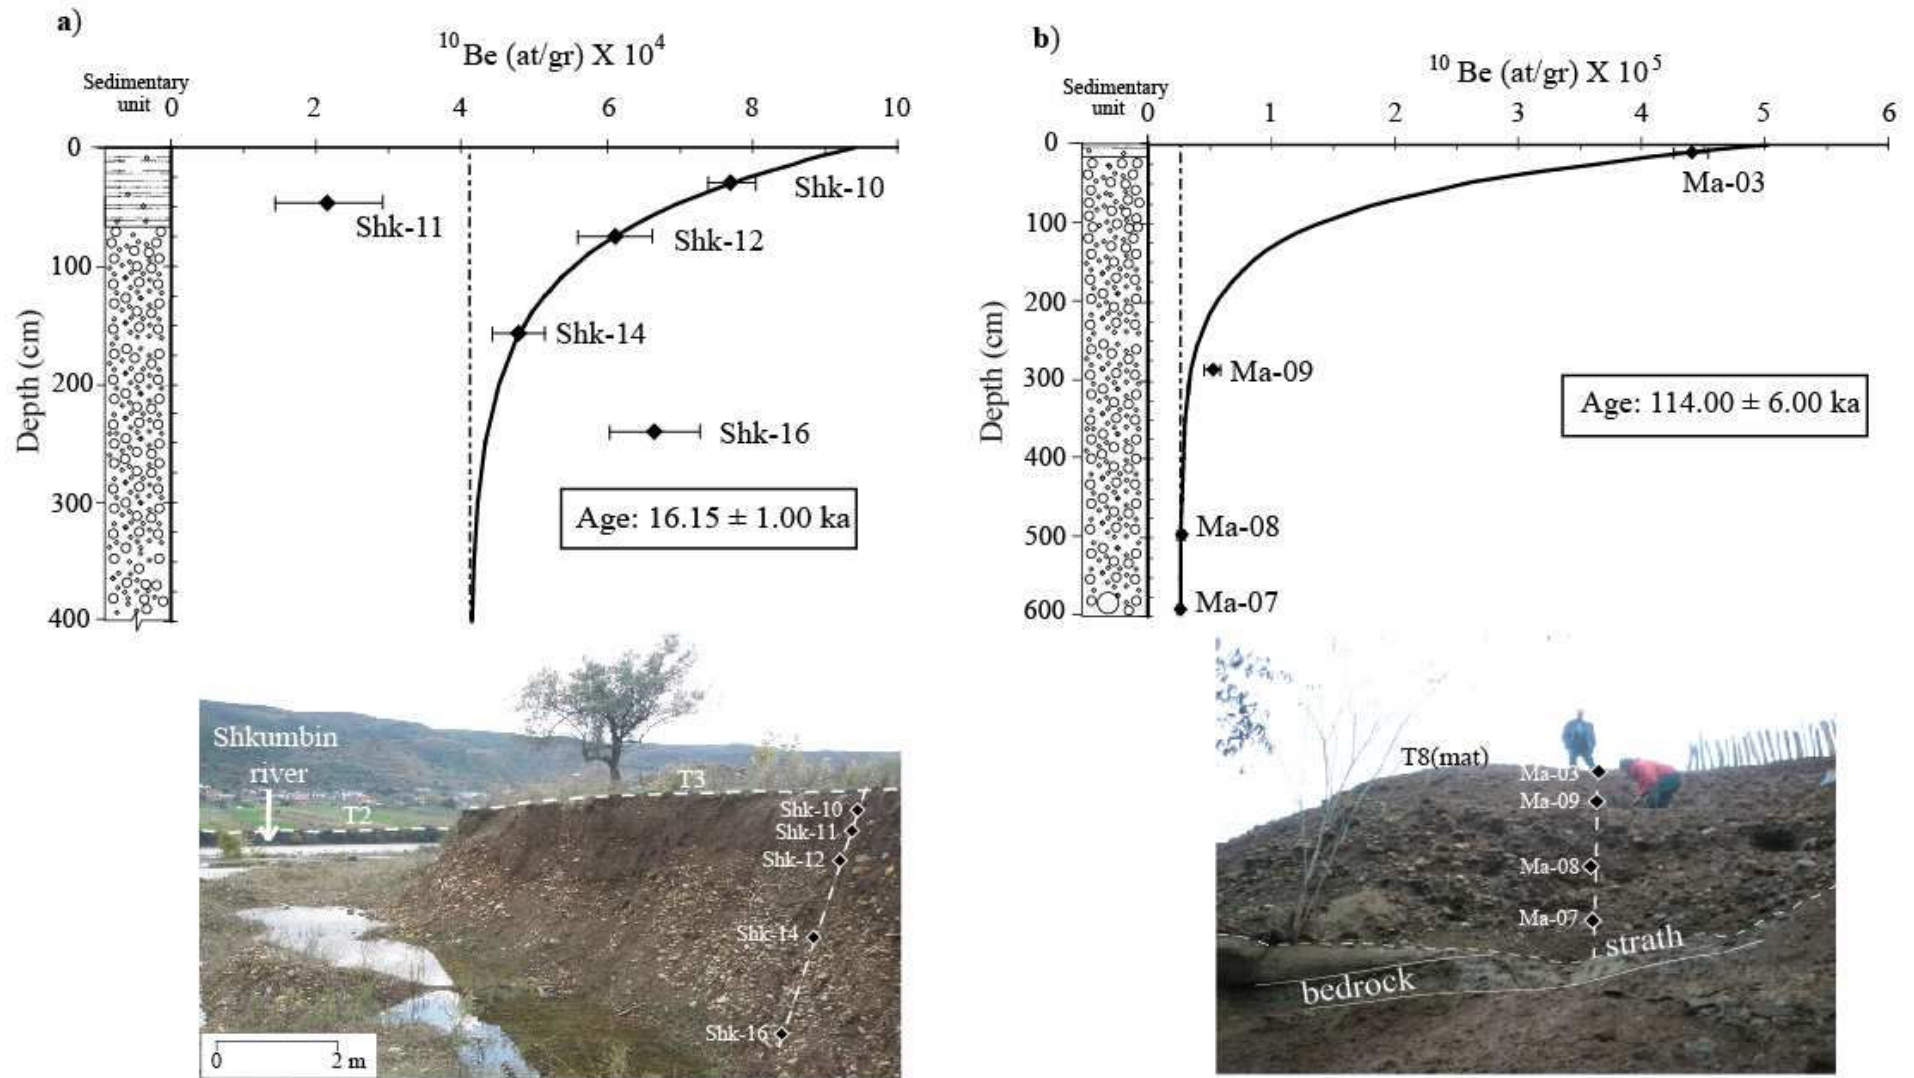 a)
10 Be (at/gr) X 10 4
Sedimentary
unit
0 2 4 6 8 10
0
100
200
300
400
Depth (cm)
Shk-10
Shk-11
Shk-12
Shk-14
Shk-16
Age: 16.15 ± 1.00 ka
Shkumbin
river
T2
T3
Shk-10
Shk-11
Shk-12
Shk-14
Shk-16
0 2 m
b)
10 Be (at/gr) X 10 5
Sedimentary
unit
0 1 2 3 4 5 6
0
100
200
300
400
500
600
Depth (cm)
Ma-03
Ma-09
Ma-08
Ma-07
Age: 114.00 ± 6.00 ka
T8(mat)
Ma-03
Ma-09
Ma-08
Ma-07
strath
bedrock